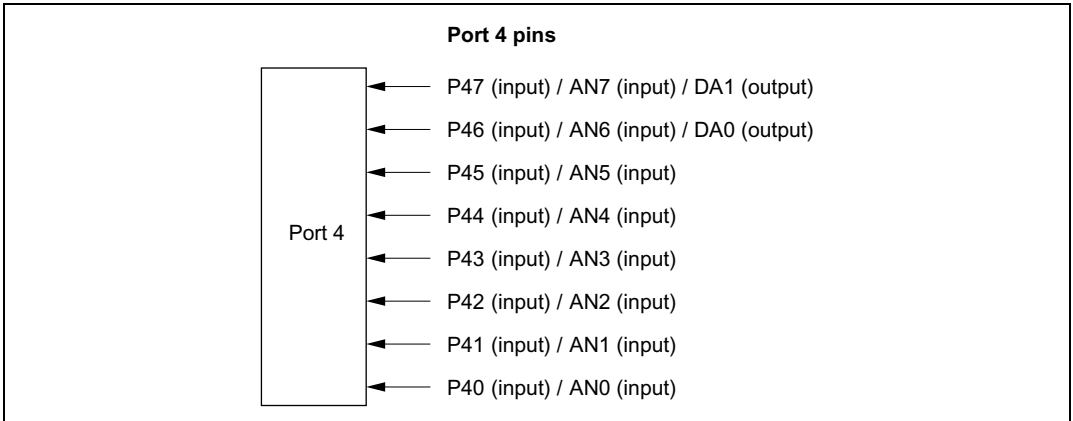 Port 4 pins
P47 (input) / AN7 (input) / DA1 (output)
P46 (input) / AN6 (input) / DA0 (output)
P45 (input) / AN5 (input)
P44 (input) / AN4 (input)
Port 4
P43 (input) / AN3 (input)
P42 (input) / AN2 (input)
P41 (input) / AN1 (input)
P40 (input) / AN0 (input)